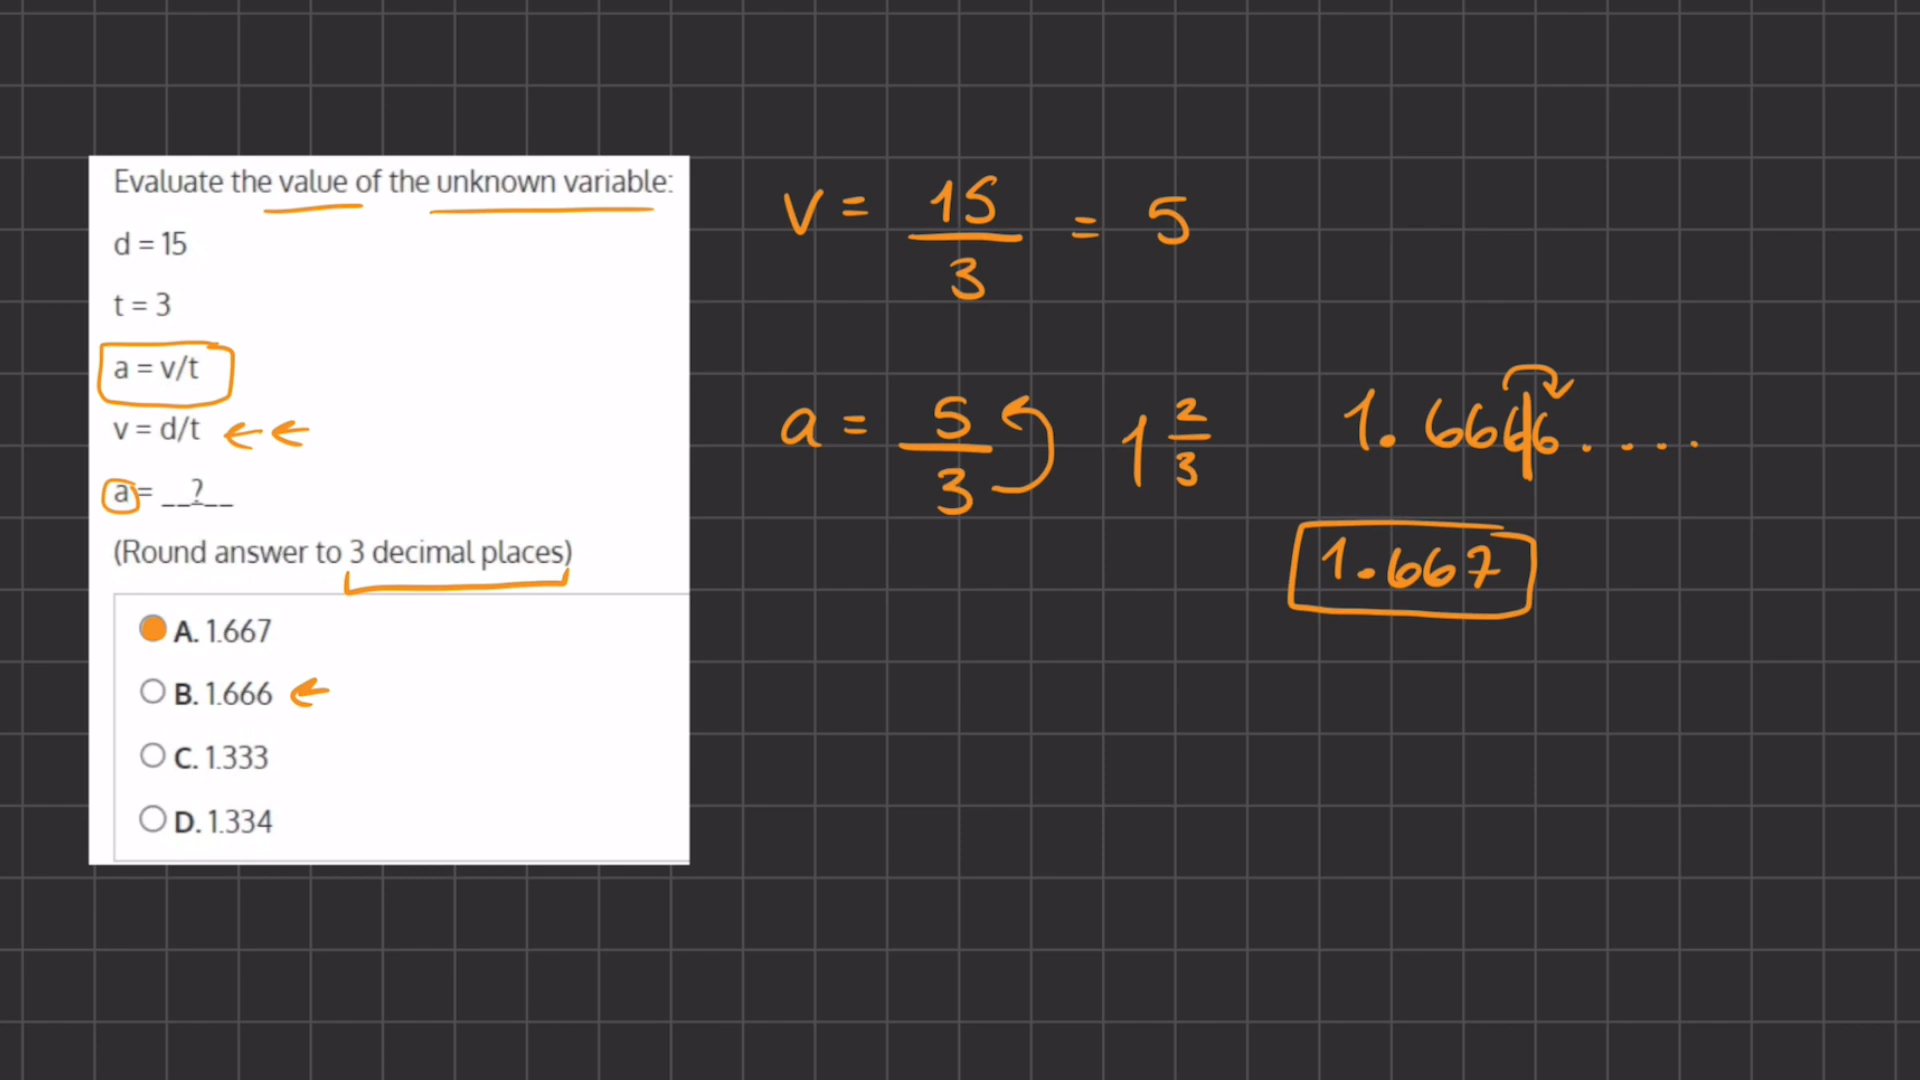 Evaluate the value of the unknown variable:
d = 15
t = 3
a = v/t
v = d/t
a = __?__
(Round answer to 3 decimal places)
A. 1.667
B. 1.666
C. 1.333
D. 1.334
v = 15/3 = 5
a = 5/3 1 2/3 1.6666.....
1.667